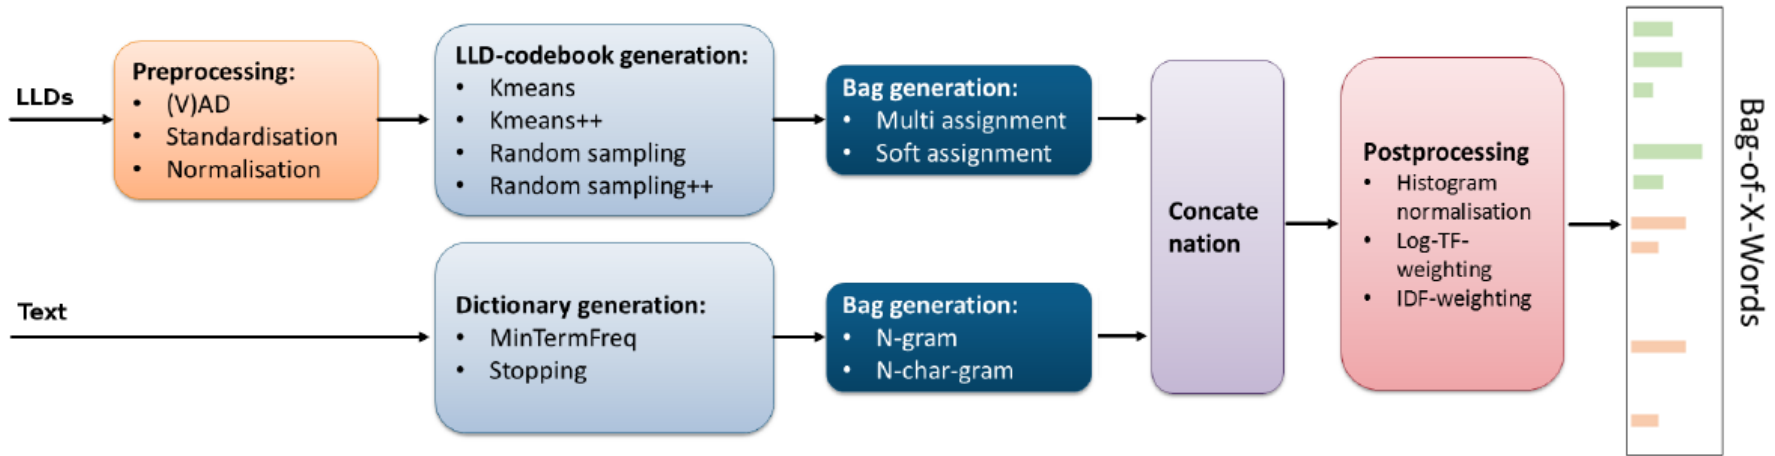 LLDs
Preprocessing:
• (V)AD
• Standardisation
• Normalisation
LLD-codebook generation:
• Kmeans
• Kmeans++
• Random sampling
• Random sampling++
Bag generation:
• Multi assignment
• Soft assignment
Text
Dictionary generation:
• MinTermFreq
• Stopping
Bag generation:
• N-gram
• N-char-gram
Concate
nation
Postprocessing
• Histogram
normalisation
• Log-TF-
weighting
• IDF-weighting
Bag-of-X-Words